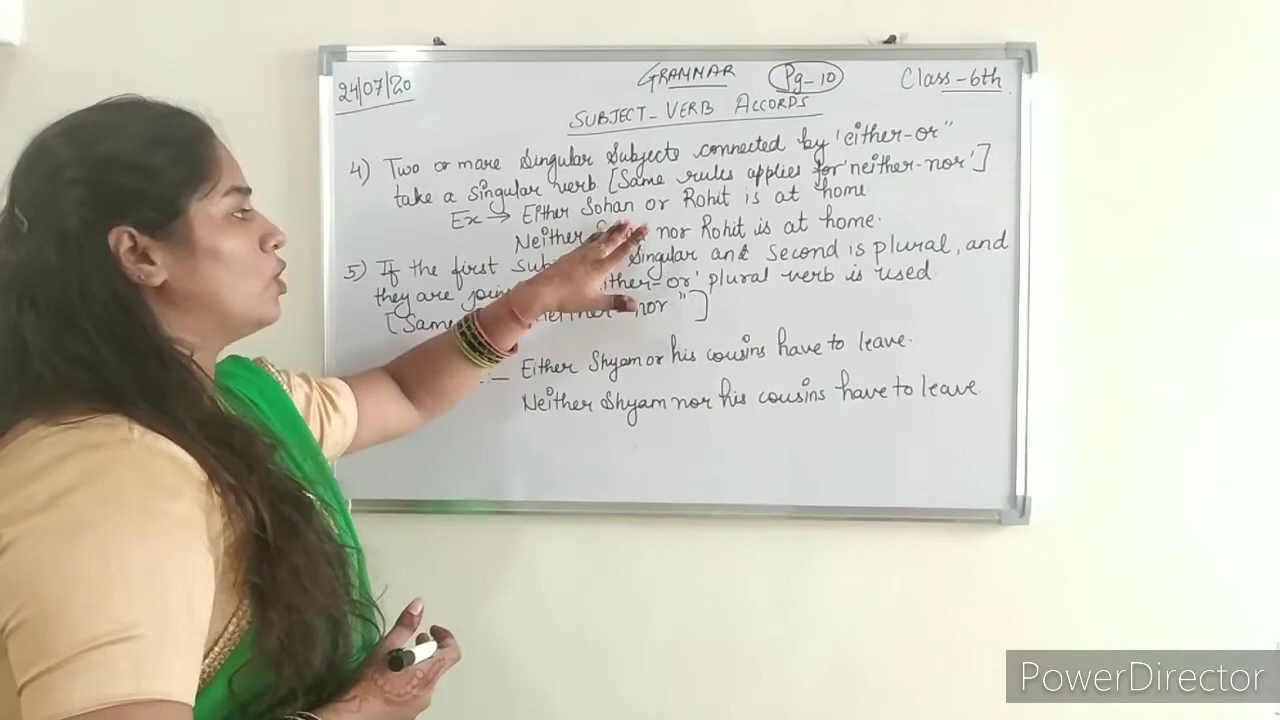 24/07/20 GRAMMAR Pg-10 Class-6th
SUBJECT-VERB ACCORDS
4) Two or more Singular Subjects connected by 'either-or"
take a singular verb. [Same rules applies for 'neither-nor']
Ex → Either Sohan or Rohit is at home
Neither nor Rohit is at home.
5) If the first Singular and Second is plural, and
they are plural verb is used
[Same nor"]
Either Shyam or his cousins have to leave.
Neither Shyam nor his cousins have to leave.
PowerDirector